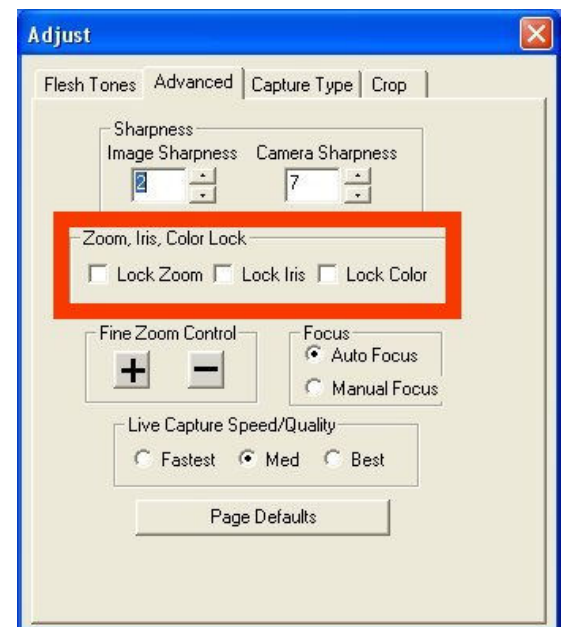 Adjust
Flesh Tones Advanced Capture Type Crop
Sharpness
Image Sharpness Camera Sharpness
2 7
Zoom, Iris, Color Lock
Lock Zoom Lock Iris Lock Color
Fine Zoom Control Focus
+ − Auto Focus
Manual Focus
Live Capture Speed/Quality
Fastest Med Best
Page Defaults